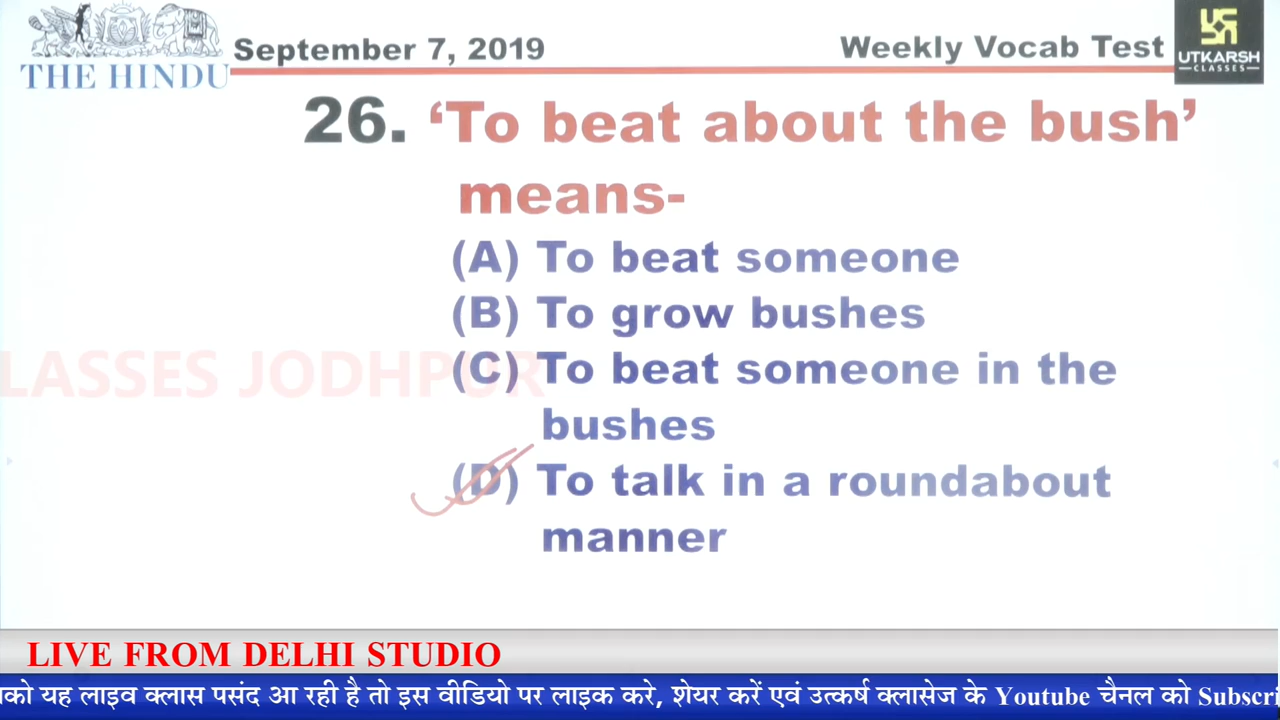 THE HINDU
September 7, 2019
Weekly Vocab Test
UTKARSH
CLASSES
26. ‘To beat about the bush’
means-
(A) To beat someone
(B) To grow bushes
(C) To beat someone in the
bushes
(D) To talk in a roundabout
manner
LASSES JODHPUR
LIVE FROM DELHI STUDIO
को यह लाइव क्लास पसंद आ रही है तो इस वीडियो पर लाइक करे, शेयर करें एवं उत्कर्ष क्लासेज के Youtube चैनल को Subscri